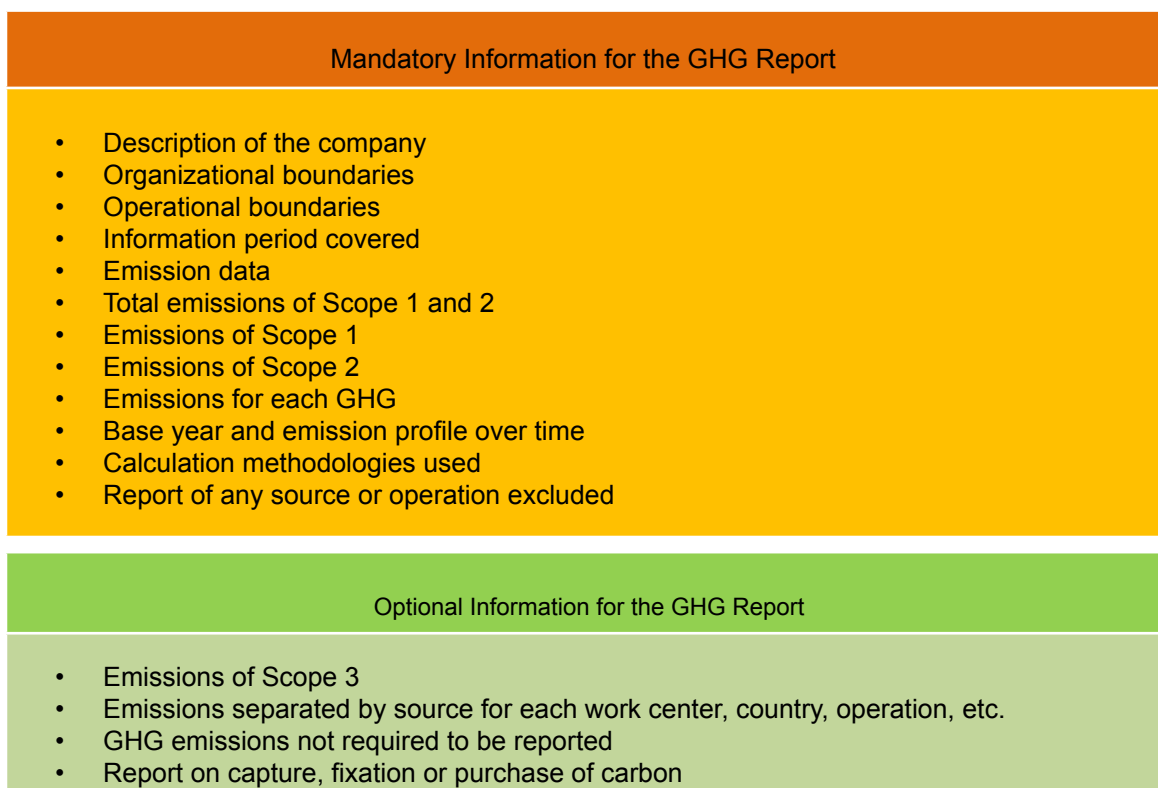 Mandatory Information for the GHG Report
• Description of the company
• Organizational boundaries
• Operational boundaries
• Information period covered
• Emission data
• Total emissions of Scope 1 and 2
• Emissions of Scope 1
• Emissions of Scope 2
• Emissions for each GHG
• Base year and emission profile over time
• Calculation methodologies used
• Report of any source or operation excluded
Optional Information for the GHG Report
• Emissions of Scope 3
• Emissions separated by source for each work center, country, operation, etc.
• GHG emissions not required to be reported
• Report on capture, fixation or purchase of carbon